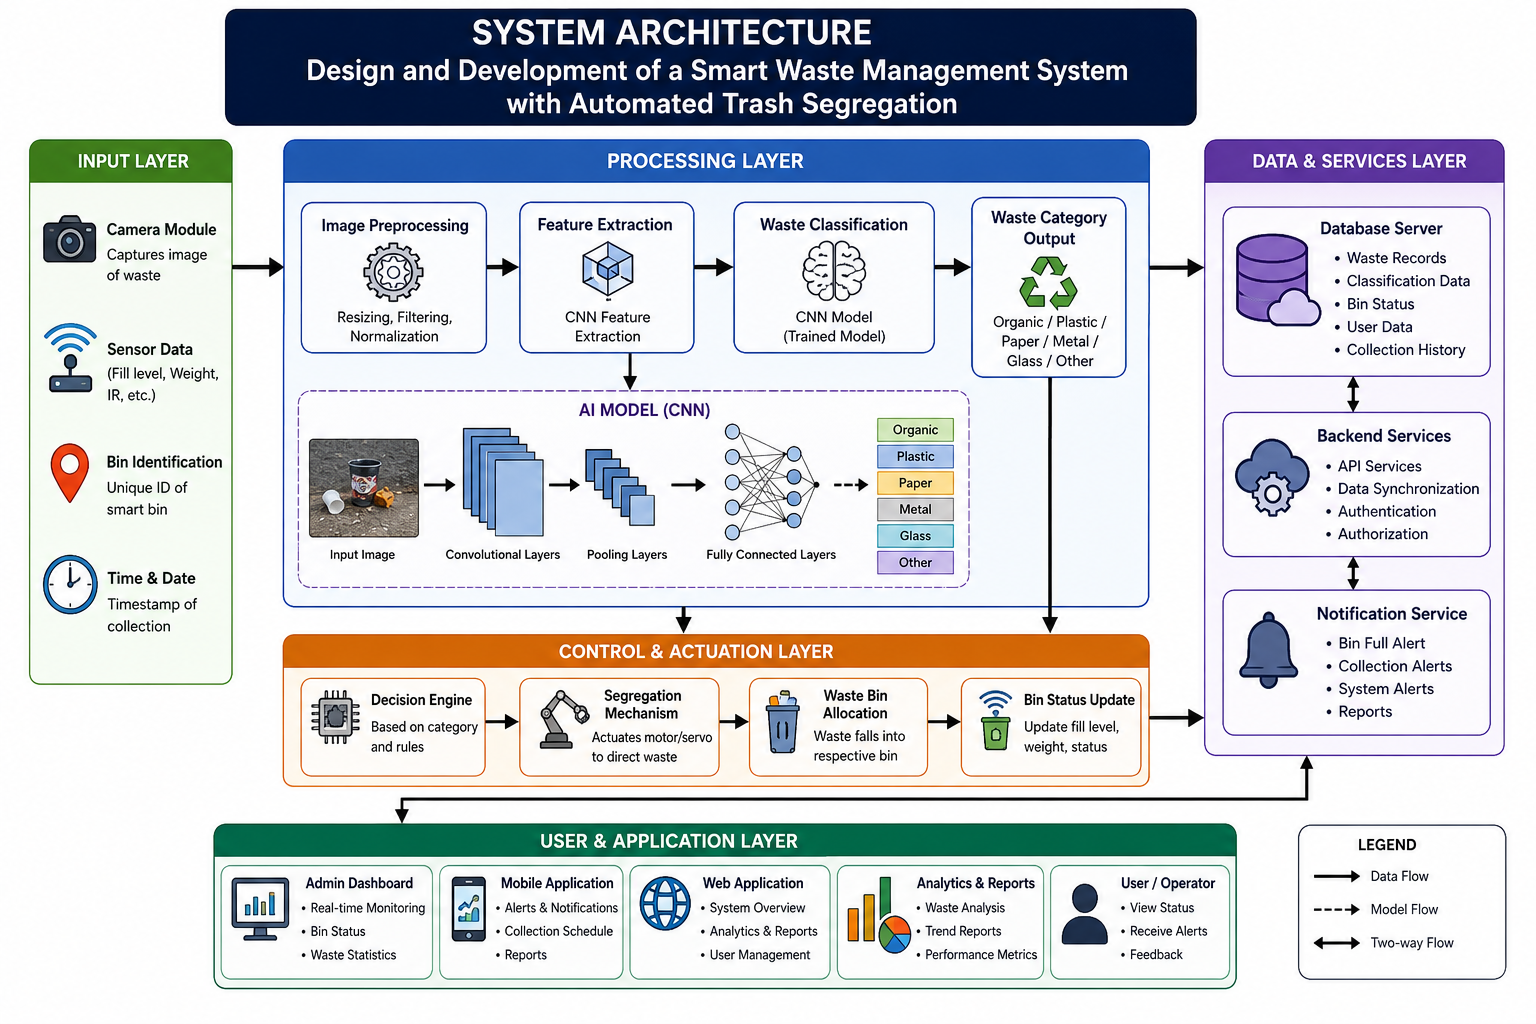 SYSTEM ARCHITECTURE
Design and Development of a Smart Waste Management System
with Automated Trash Segregation
INPUT LAYER
Camera Module
Captures image
of waste
Sensor Data
(Fill level, Weight,
IR, etc.)
Bin Identification
Unique ID of
smart bin
Time & Date
Timestamp of
collection
PROCESSING LAYER
Image Preprocessing
Resizing, Filtering,
Normalization
Feature Extraction
CNN Feature
Extraction
Waste Classification
CNN Model
(Trained Model)
Waste Category
Output
Organic / Plastic /
Paper / Metal /
Glass / Other
AI MODEL (CNN)
Input Image
Convolutional Layers
Pooling Layers
Fully Connected Layers
Organic
Plastic
Paper
Metal
Glass
Other
CONTROL & ACTUATION LAYER
Decision Engine
Based on category
and rules
Segregation
Mechanism
Actuates motor/servo
to direct waste
Waste Bin
Allocation
Waste falls into
respective bin
Bin Status Update
Update fill level,
weight, status
DATA & SERVICES LAYER
Database Server
• Waste Records
• Classification Data
• Bin Status
• User Data
• Collection History
Backend Services
• API Services
• Data Synchronization
• Authentication
• Authorization
Notification Service
• Bin Full Alert
• Collection Alerts
• System Alerts
• Reports
USER & APPLICATION LAYER
Admin Dashboard
• Real-time Monitoring
• Bin Status
• Waste Statistics
Mobile Application
• Alerts & Notifications
• Collection Schedule
• Reports
Web Application
• System Overview
• Analytics & Reports
• User Management
Analytics & Reports
• Waste Analysis
• Trend Reports
• Performance Metrics
User / Operator
• View Status
• Receive Alerts
• Feedback
LEGEND
Data Flow
Model Flow
Two-way Flow